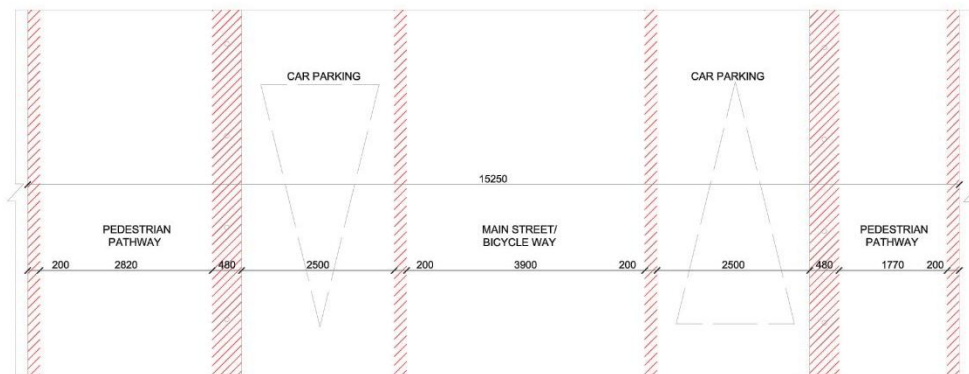 CAR PARKING
CAR PARKING
15250
PEDESTRIAN
PATHWAY
MAIN STREET/
BICYCLE WAY
PEDESTRIAN
PATHWAY
200 2820 480 2500 200 3900 200 2500 480 1770 200